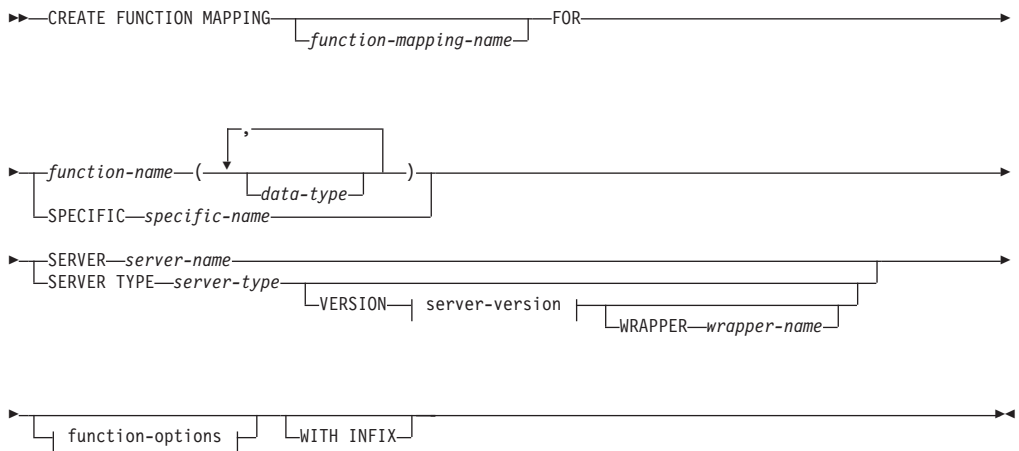 CREATE FUNCTION MAPPING FOR
function-mapping-name
,
function-name ( )
data-type
SPECIFIC specific-name
SERVER server-name
SERVER TYPE server-type
VERSION server-version
WRAPPER wrapper-name
function-options WITH INFIX